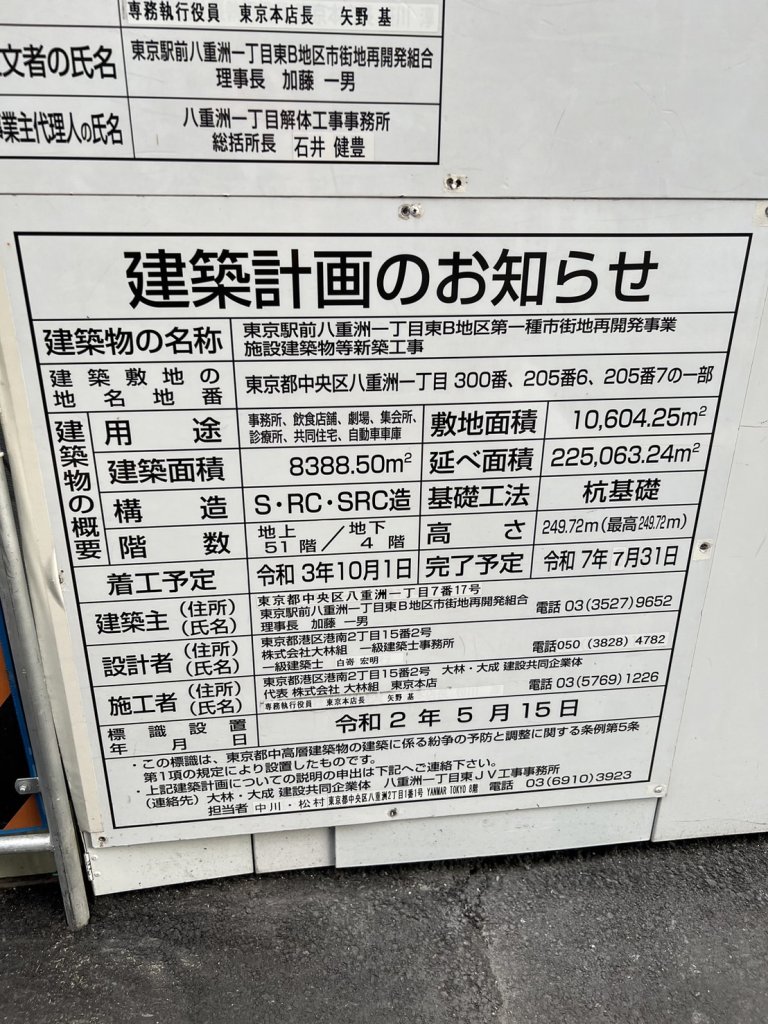 専務執行役員 東京本店長 矢野 基
文者の氏名 東京駅前八重洲一丁目東B地区市街地再開発組合
理事長 加藤 一男
業主代理人の氏名 八重洲一丁目解体工事事務所
総括所長 石井 健豊
建築計画のお知らせ
建築物の名称 東京駅前八重洲一丁目東B地区第一種市街地再開発事業
施設建築物等新築工事
建築敷地の
地名地番 東京都中央区八重洲一丁目 300番、205番6、205番7の一部
建築物の概要
用途 事務所、飲食店舗、劇場、集会所、
診療所、共同住宅、自動車車庫
敷地面積 10,604.25m²
建築面積 8388.50m² 延べ面積 225,063.24m²
構造 S・RC・SRC造 基礎工法 杭基礎
階数 地上51階/地下4階 高さ 249.72m(最高249.72m)
着工予定 令和 3年10月1日 完了予定 令和 7年 7月31日
建築主(住所)(氏名) 東京都中央区八重洲一丁目7番17号
東京駅前八重洲一丁目東B地区市街地再開発組合 電話 03(3527)9652
理事長 加藤 一男
設計者(住所)(氏名) 東京都港区港南2丁目15番2号
株式会社大林組 一級建築士事務所 電話050(3828)4782
一級建築士 白嵜 宏明
施工者(住所)(氏名) 東京都港区港南2丁目15番2号 大林・大成 建設共同企業体
代表 株式会社 大林組 東京本店 電話 03(5769)1226
専務執行役員 東京本店長 矢野 基
標識設置
年月日 令和 2 年 5 月 15 日
・この標識は、東京都中高層建築物の建築に係る紛争の予防と調整に関する条例第5条
第1項の規定により設置したものです。
・上記建築計画についての説明の申出は下記へご連絡下さい。
(連絡先) 大林・大成 建設共同企業体 八重洲一丁目東JV工事事務所
担当者 中川・松村 東京都中央区八重洲2丁目1番1号 YANMAR TOKYO 8階 電話 03(6910)3923